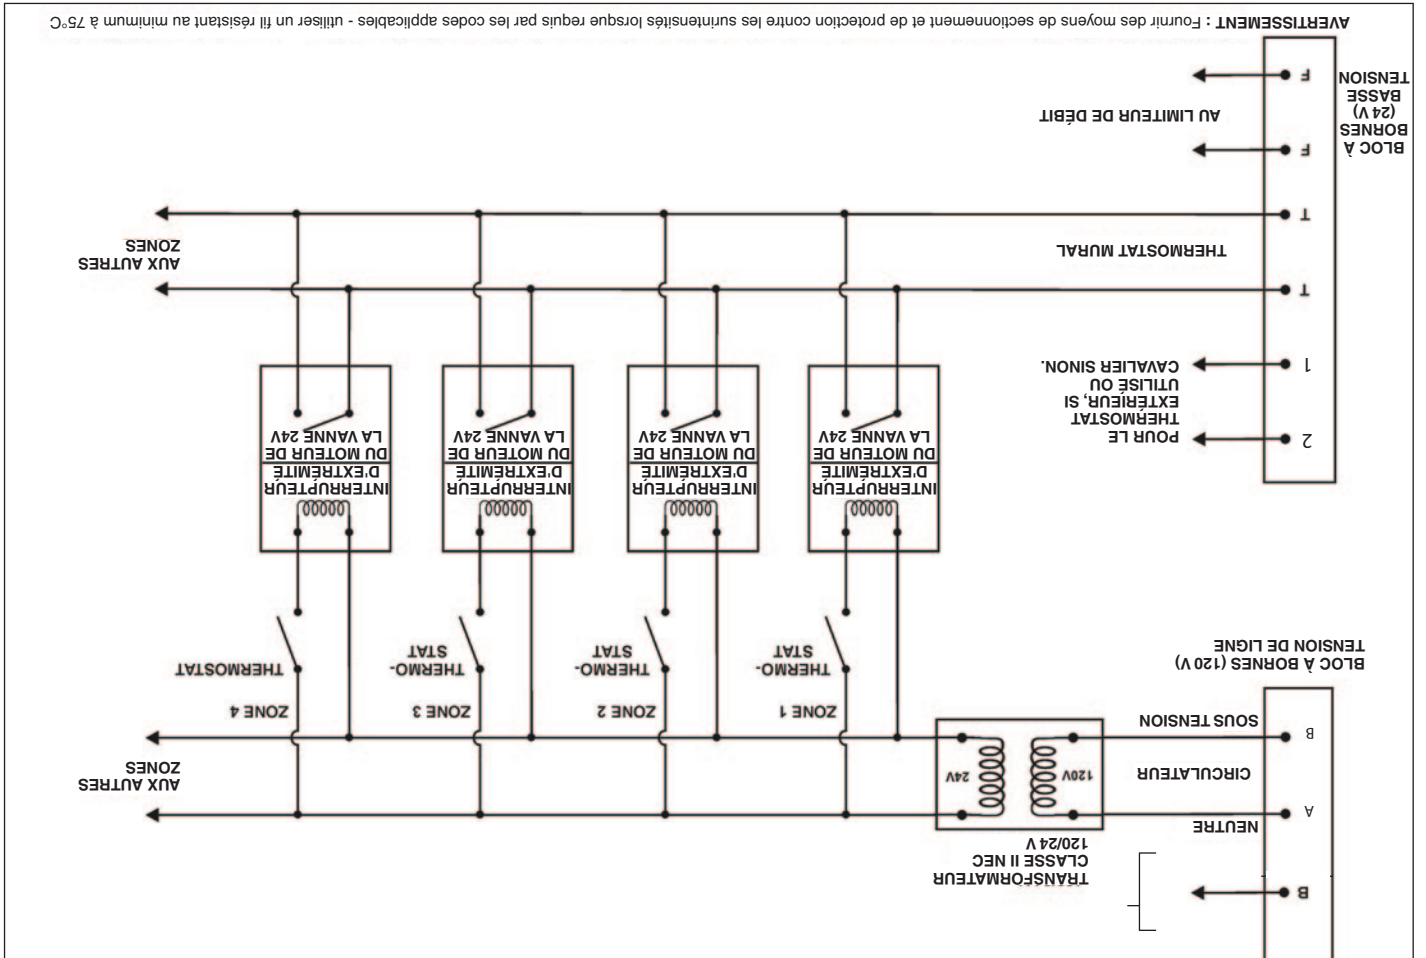 B
TRANSFORMATEUR
CLASSE II NEC
120/24 V
NEUTRE
A
CIRCULATEUR
120V
24V
AUX AUTRES
ZONES
B
SOUS TENSION
BLOC À BORNES (120 V)
TENSION DE LIGNE
ZONE 1
ZONE 2
ZONE 3
ZONE 4
THERMO-
STAT
THERMO-
STAT
THERMO-
STAT
THERMOSTAT
INTERRUPTEUR
D'EXTRÉMITÉ
DU MOTEUR DE
LA VANNE 24V
INTERRUPTEUR
D'EXTRÉMITÉ
DU MOTEUR DE
LA VANNE 24V
INTERRUPTEUR
D'EXTRÉMITÉ
DU MOTEUR DE
LA VANNE 24V
INTERRUPTEUR
D'EXTRÉMITÉ
DU MOTEUR DE
LA VANNE 24V
2
1
POUR LE
THERMOSTAT
EXTÉRIEUR, SI
UTILISÉ OU
CAVALIER SINON.
T
THERMOSTAT MURAL
T
AUX AUTRES
ZONES
BLOC À
BORNES
(24 V)
BASSE
TENSION
F
AU LIMITEUR DE DÉBIT
F
AVERTISSEMENT : Fournir des moyens de sectionnement et de protection contre les surintensités lorsque requis par les codes applicables - utiliser un fil résistant au minimum à 75°C